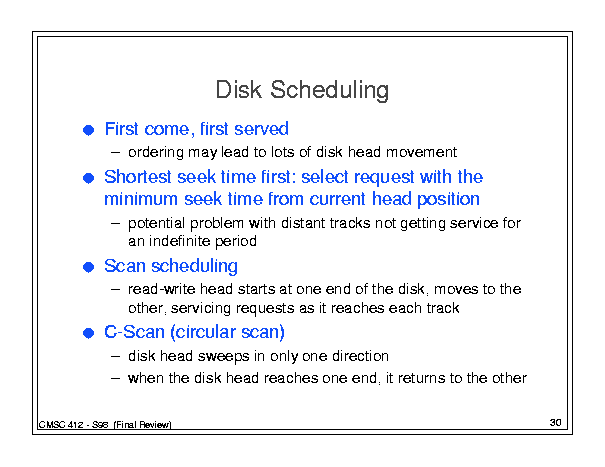 Disk Scheduling
● First come, first served
– ordering may lead to lots of disk head movement
● Shortest seek time first: select request with the
minimum seek time from current head position
– potential problem with distant tracks not getting service for
an indefinite period
● Scan scheduling
– read-write head starts at one end of the disk, moves to the
other, servicing requests as it reaches each track
● C-Scan (circular scan)
– disk head sweeps in only one direction
– when the disk head reaches one end, it returns to the other
CMSC 412 - S98 (Final Review)
30